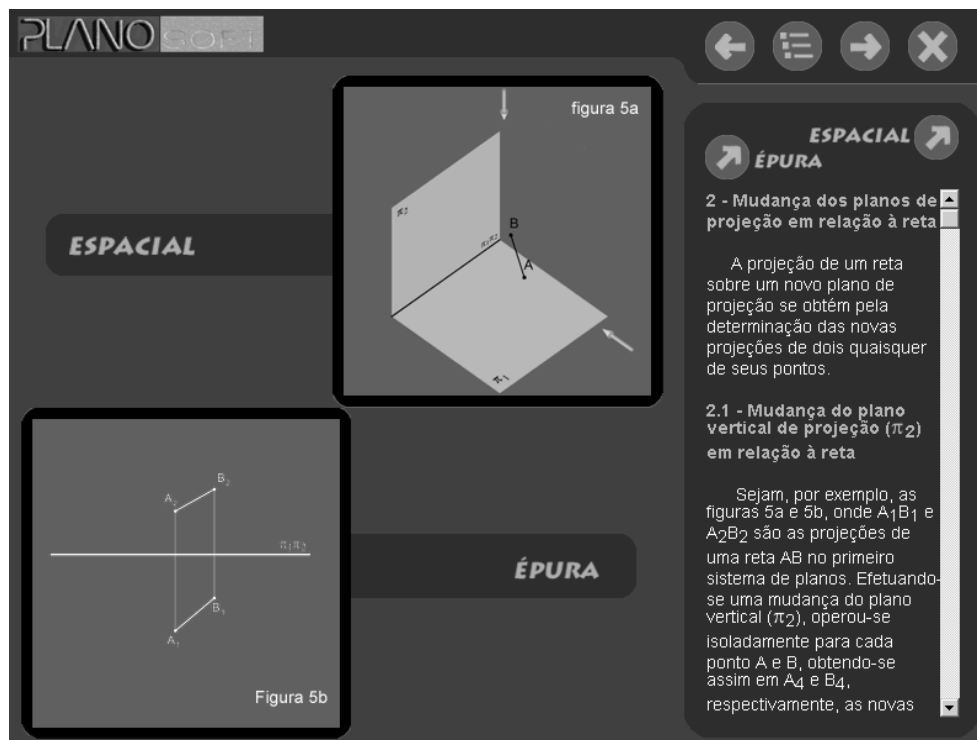 PLANO SOFT
figura 5a
π2
π1π2
B
A
π1
ESPACIAL
ESPACIAL
ÉPURA
2 - Mudança dos planos de
projeção em relação à reta
A projeção de um reta
sobre um novo plano de
projeção se obtém pela
determinação das novas
projeções de dois quaisquer
de seus pontos.
2.1 - Mudança do plano
vertical de projeção (π2)
em relação à reta
Sejam, por exemplo, as
figuras 5a e 5b, onde A1B1 e
A2B2 são as projeções de
uma reta AB no primeiro
sistema de planos. Efetuando-
se uma mudança do plano
vertical (π2), operou-se
isoladamente para cada
ponto A e B, obtendo-se
assim em A4 e B4,
respectivamente, as novas
B2
A2
π1π2
B1
A1
Figura 5b
ÉPURA